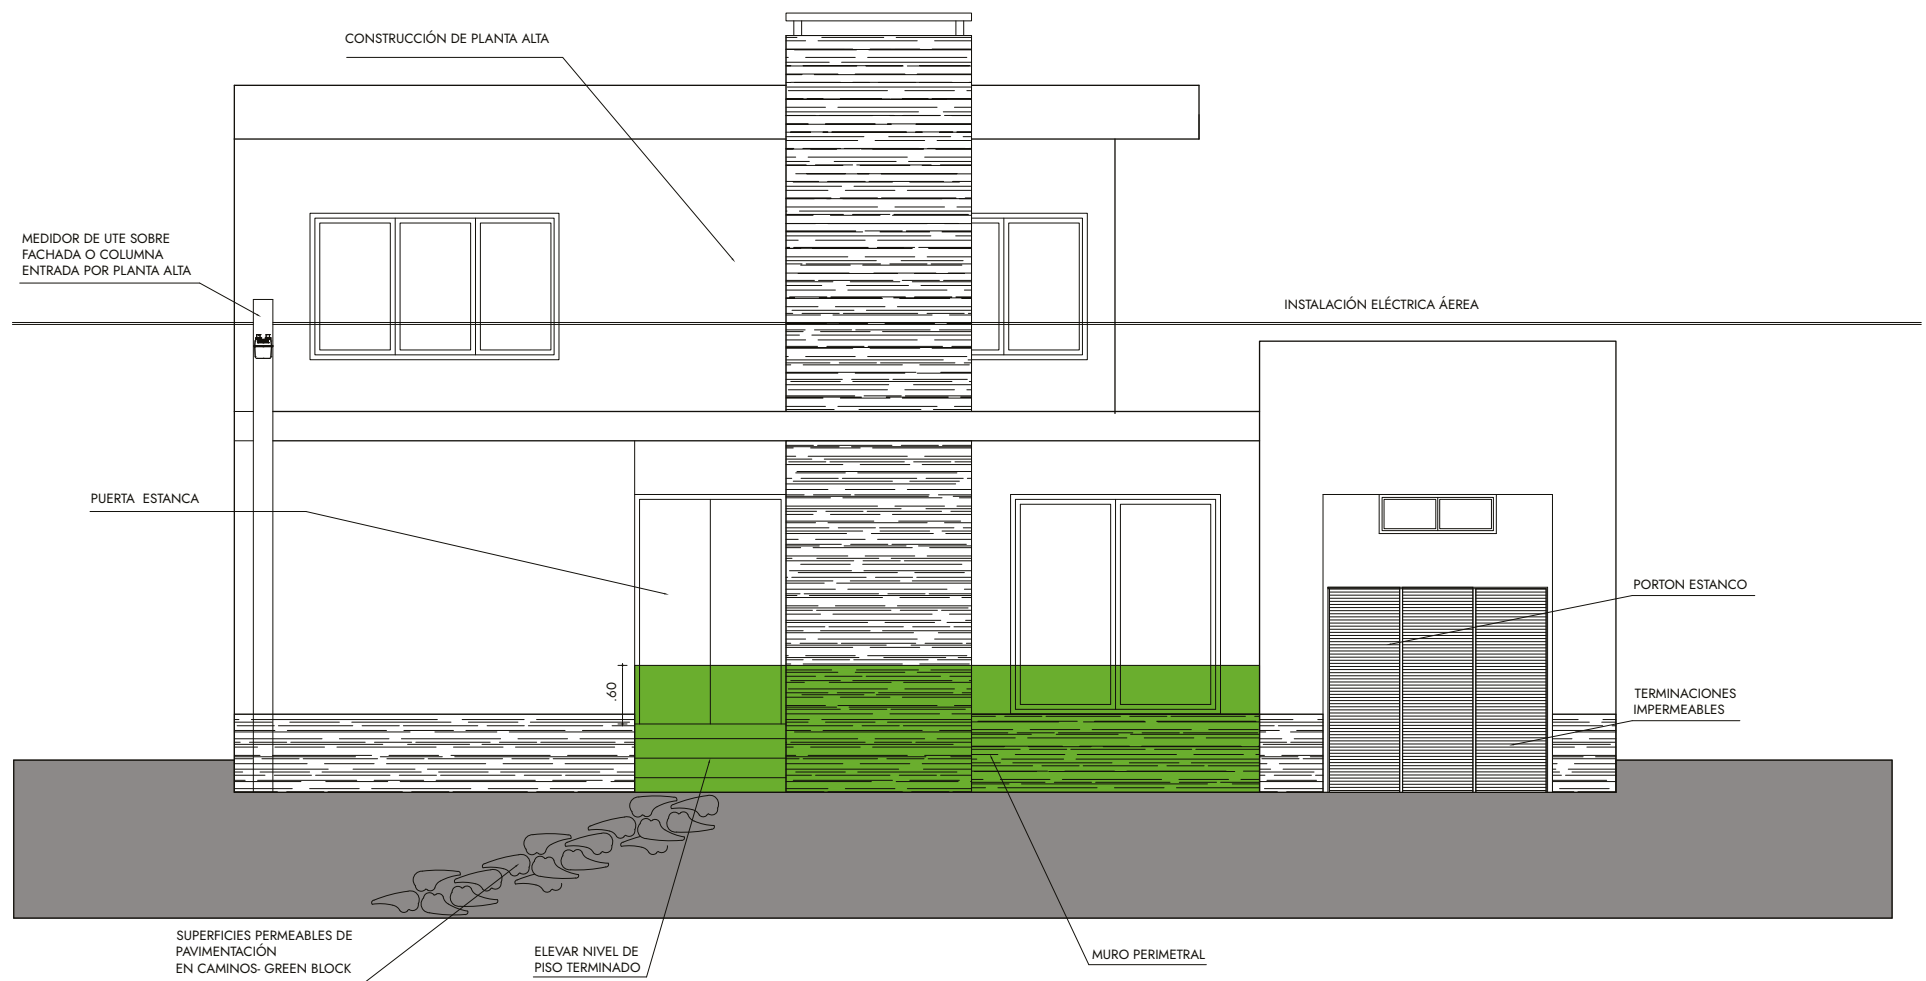 CONSTRUCCIÓN DE PLANTA ALTA
MEDIDOR DE UTE SOBRE
FACHADA O COLUMNA
ENTRADA POR PLANTA ALTA
INSTALACIÓN ELÉCTRICA ÁEREA
PUERTA ESTANCA
PORTON ESTANCO
.60
TERMINACIONES
IMPERMEABLES
SUPERFICIES PERMEABLES DE
PAVIMENTACIÓN
EN CAMINOS- GREEN BLOCK
ELEVAR NIVEL DE
PISO TERMINADO
MURO PERIMETRAL